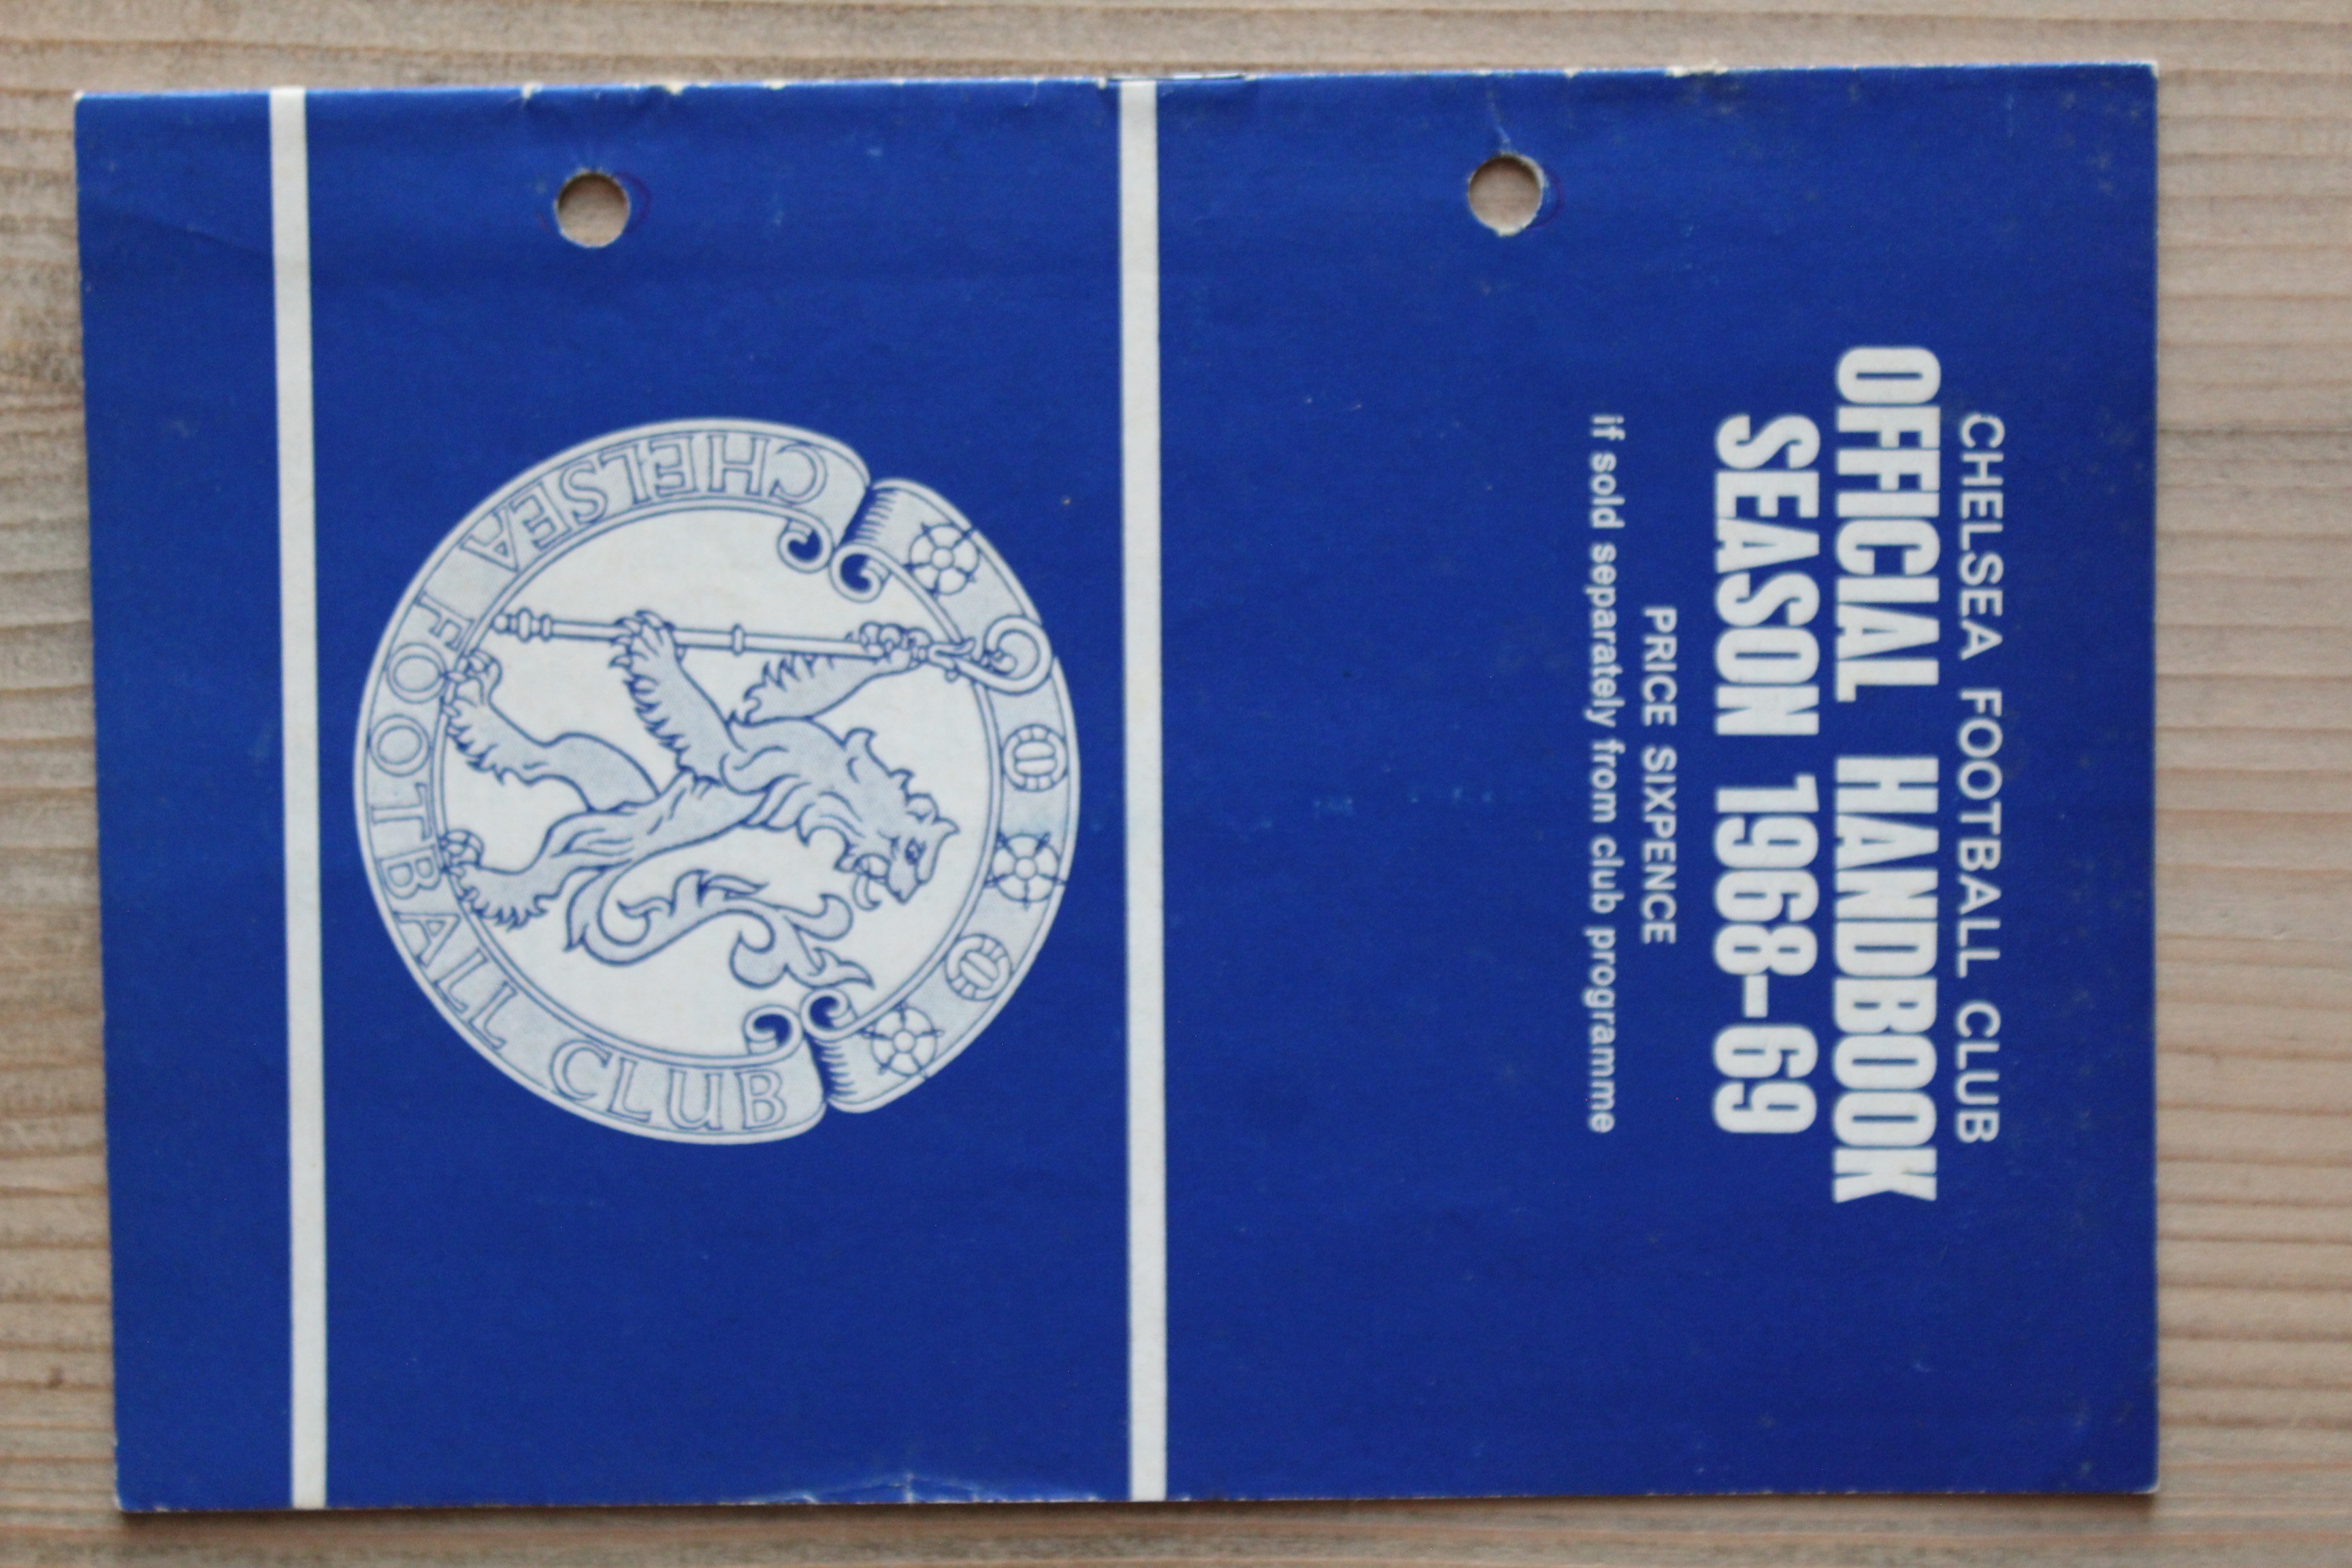 CHELSEA FOOTBALL CLUB
OFFICIAL HANDBOOK
SEASON 1968-69
PRICE SIXPENCE
if sold separately from club programme
CHELSEA FOOTBALL CLUB